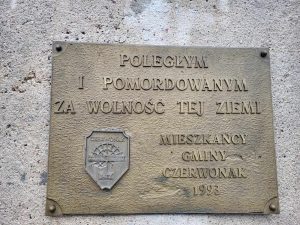 POLEGŁYM
I POMORDOWANYM
ZA WOLNOŚĆ TEJ ZIEMI
MIESZKAŃCY
GMINY
CZERWONAK
1993